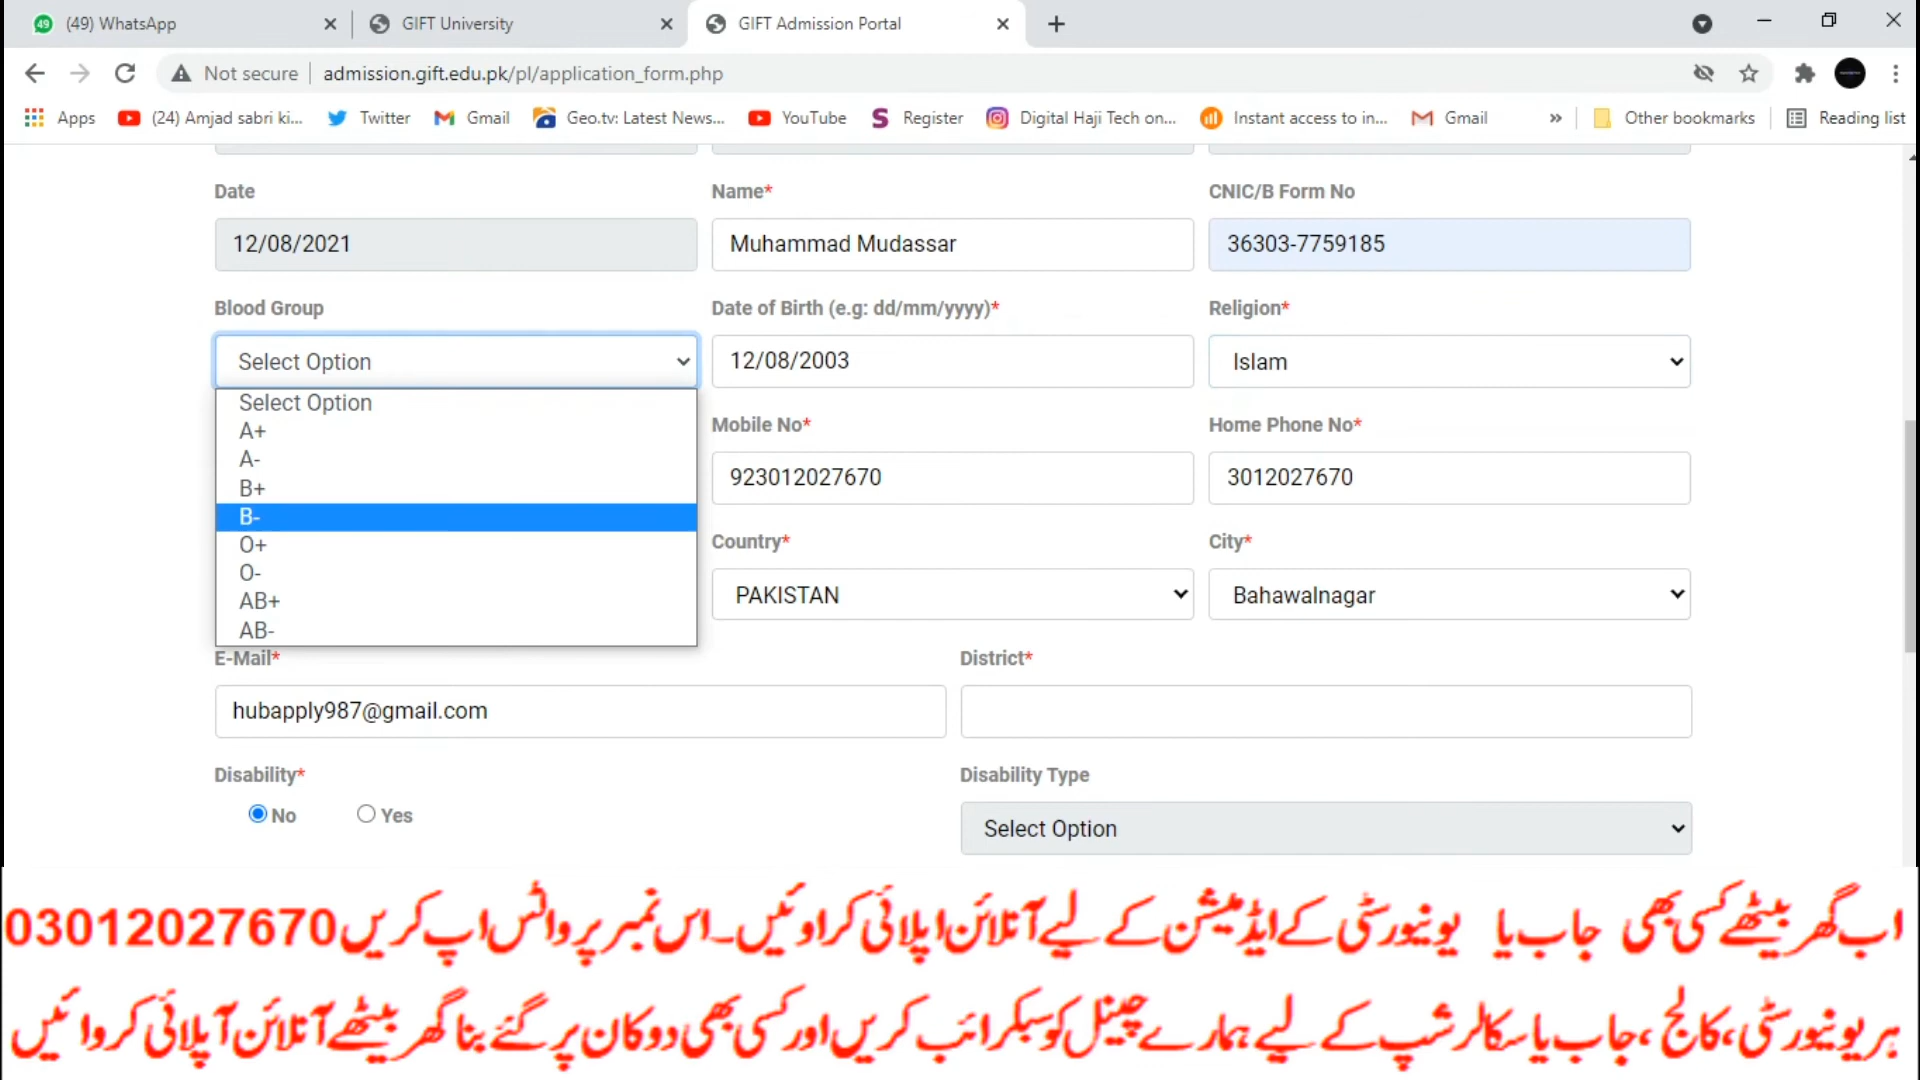 (49) WhatsApp
GIFT University
GIFT Admission Portal
Not secure
admission.gift.edu.pk/pl/application_form.php
Apps
(24) Amjad sabri ki...
Twitter
Gmail
Geo.tv: Latest News...
YouTube
Register
Digital Haji Tech on...
Instant access to in...
Gmail
»
Other bookmarks
Reading list
Date
Name*
CNIC/B Form No
12/08/2021
Muhammad Mudassar
36303-7759185
Blood Group
Date of Birth (e.g: dd/mm/yyyy)*
Religion*
Select Option
12/08/2003
Islam
Select Option
A+
A-
B+
B-
O+
O-
AB+
AB-
Mobile No*
Home Phone No*
923012027670
3012027670
Country*
City*
PAKISTAN
Bahawalnagar
E-Mail*
District*
hubapply987@gmail.com
Disability*
Disability Type
No
Yes
Select Option
اب گھر بیٹھے کسی بھی جاب یا یونیورسٹی کے ایڈمیشن کے لیے آنلائن اپلائی کراوئیں۔اس نمبر پر واٹس اپ کریں 03012027670
ہر یونیورسٹی، کالج ،جاب یا سکالرشپ کے لیے ہمارے چینل کو سبکرائب کریں اور کسی بھی دوکان پر گئے بنا گھر بیٹھے آنلائن آپلائی کروائیں